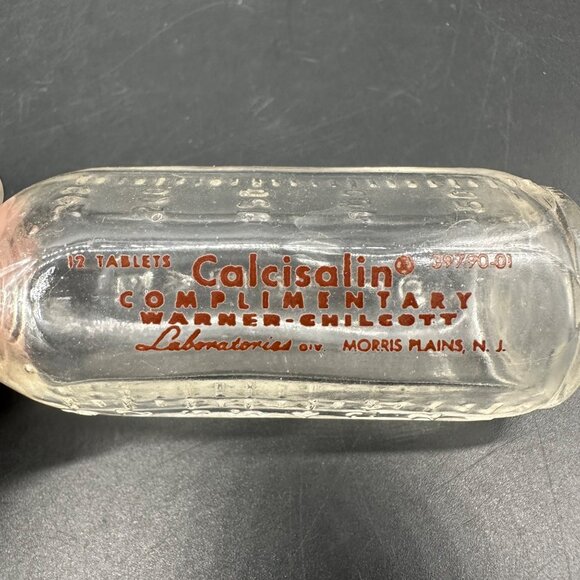 12 TABLETS Calcisalin® 39790-01
COMPLIMENTARY
WARNER-CHILCOTT
Laboratories DIV. MORRIS PLAINS, N. J.